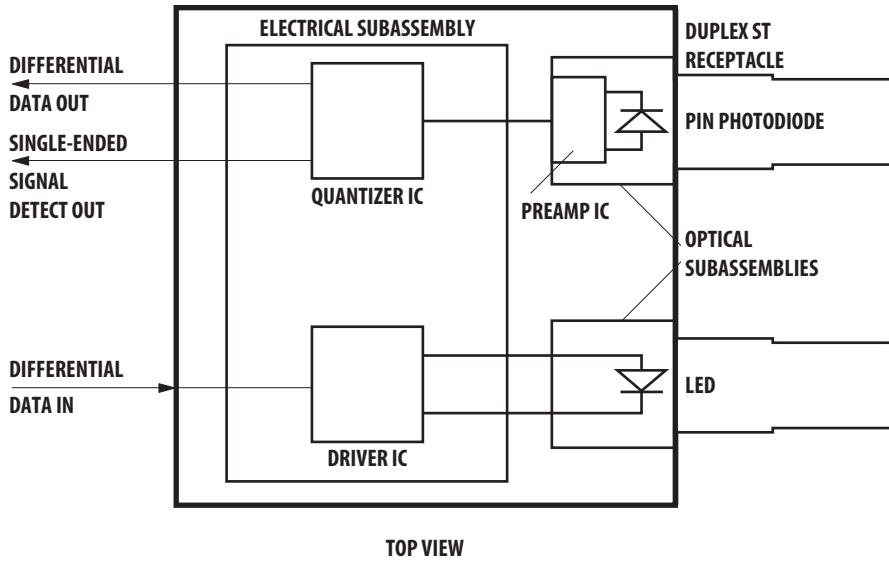 ELECTRICAL SUBASSEMBLY
DUPLEX ST
RECEPTACLE
DIFFERENTIAL
DATA OUT
SINGLE-ENDED
SIGNAL
DETECT OUT
QUANTIZER IC
PREAMP IC
PIN PHOTODIODE
OPTICAL
SUBASSEMBLIES
DIFFERENTIAL
DATA IN
DRIVER IC
LED
TOP VIEW